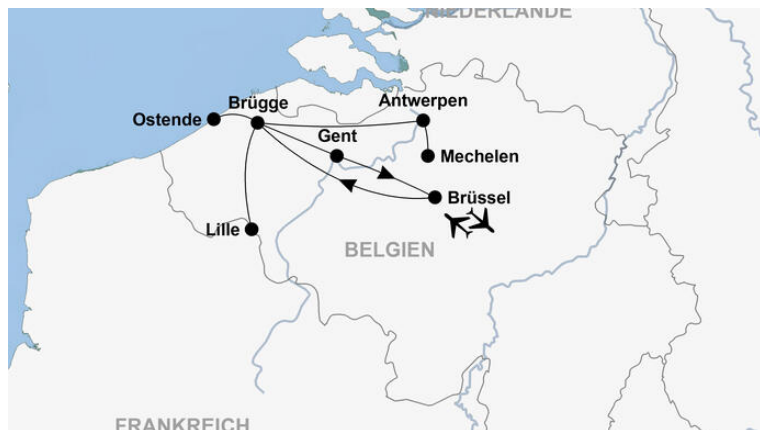 NIEDERLANDE
Brügge
Antwerpen
Ostende
Gent
Mechelen
Brüssel
Lille
BELGIEN
FRANKREICH